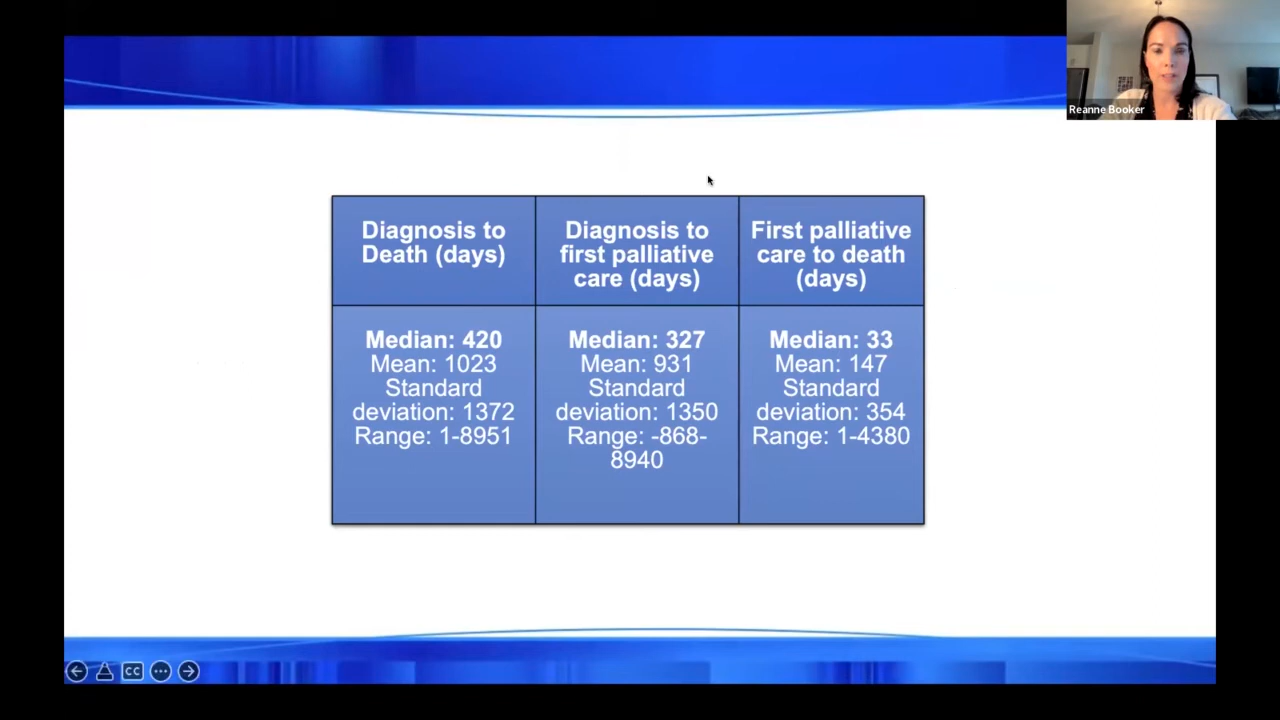 Reanne Booker
Diagnosis to
Death (days)
Diagnosis to
first palliative
care (days)
First palliative
care to death
(days)
Median: 420
Mean: 1023
Standard
deviation: 1372
Range: 1-8951
Median: 327
Mean: 931
Standard
deviation: 1350
Range: -868-
8940
Median: 33
Mean: 147
Standard
deviation: 354
Range: 1-4380
CC